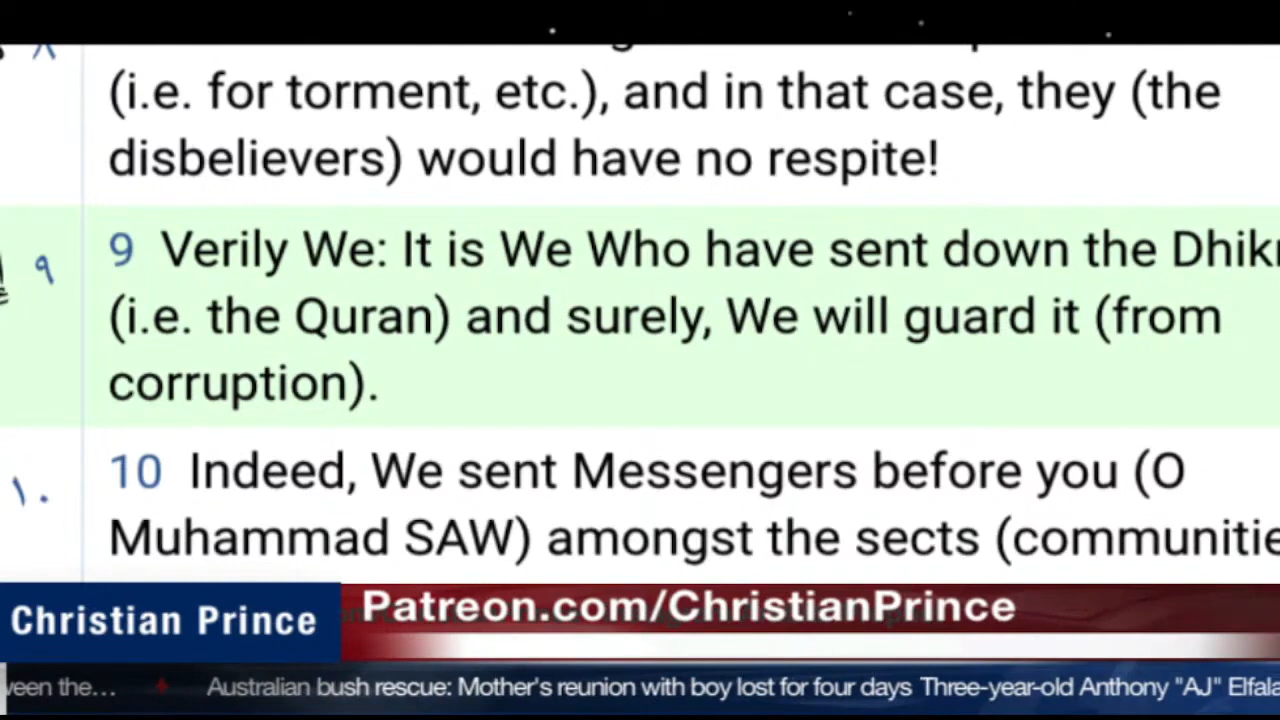 (i.e. for torment, etc.), and in that case, they (the
disbelievers) would have no respite!
٩
9 Verily We: It is We Who have sent down the Dhikr
(i.e. the Quran) and surely, We will guard it (from
corruption).
١٠
10 Indeed, We sent Messengers before you (O
Muhammad SAW) amongst the sects (communitie
Christian Prince
Patreon.com/ChristianPrince
veen the...
Australian bush rescue: Mother's reunion with boy lost for four days Three-year-old Anthony "AJ" Elfala